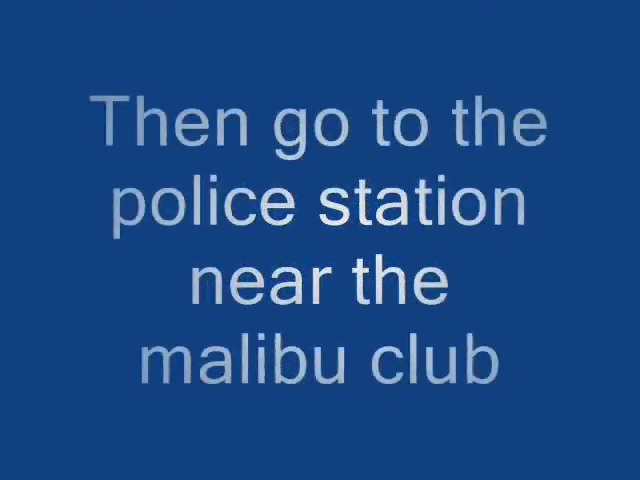 Then go to the
police station
near the
malibu club